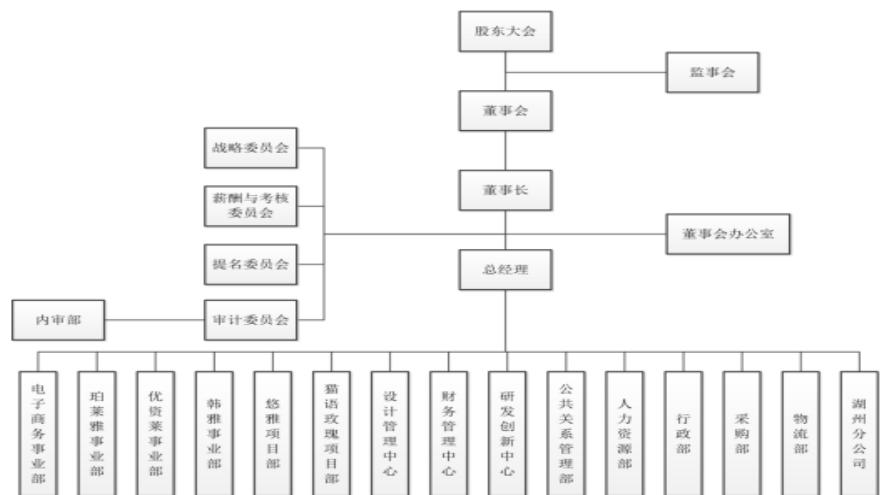 股东大会
监事会
董事会
战略委员会
董事长
薪酬与考核
委员会
董事会办公室
提名委员会
总经理
内审部
审计委员会
电子商务事业部
珀莱雅事业部
优资莱事业部
韩雅事业部
悠雅项目部
猫语玫瑰项目部
设计管理中心
财务管理中心
研发创新中心
公共关系管理部
人力资源部
行政部
采购部
物流部
湖州分公司